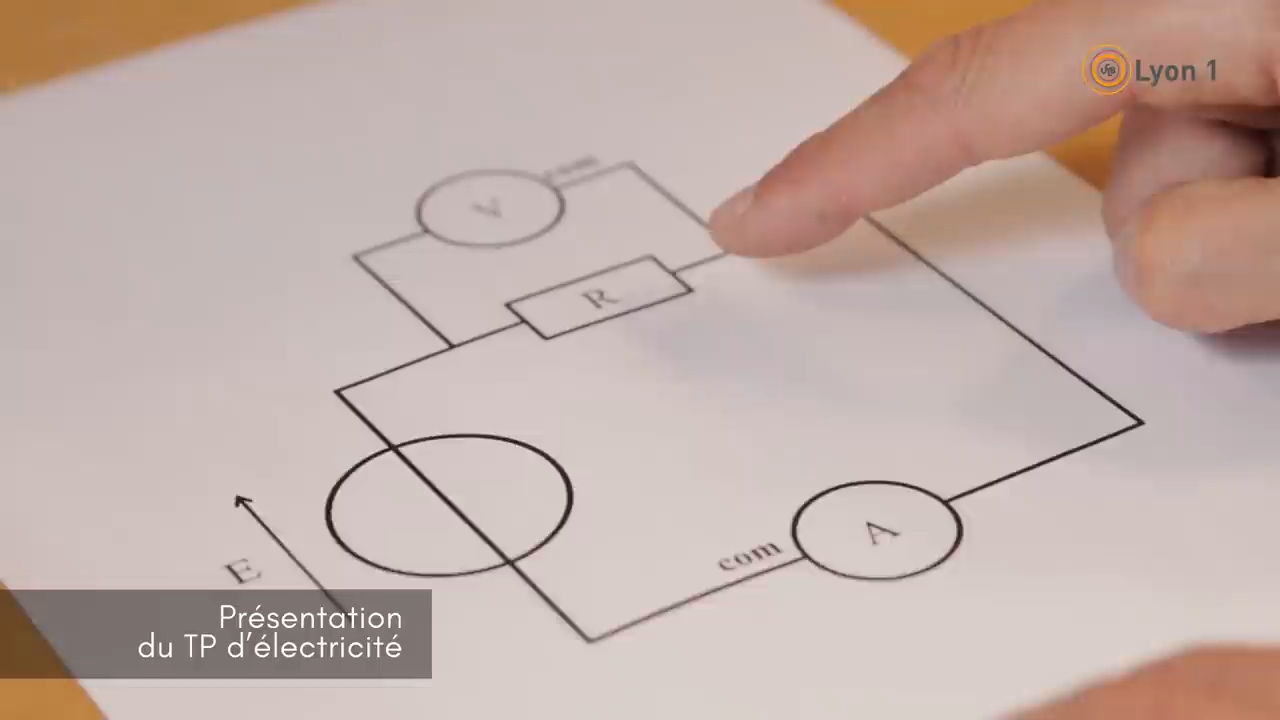 Lyon 1
com
V
R
E
com
A
Présentation
du TP d'électricité